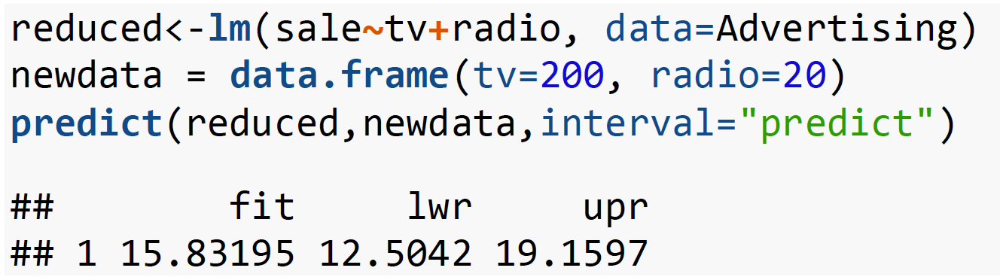 reduced<-lm(sale~tv+radio, data=Advertising)
newdata = data.frame(tv=200, radio=20)
predict(reduced,newdata,interval="predict")
##        fit     lwr     upr
## 1 15.83195 12.5042 19.1597